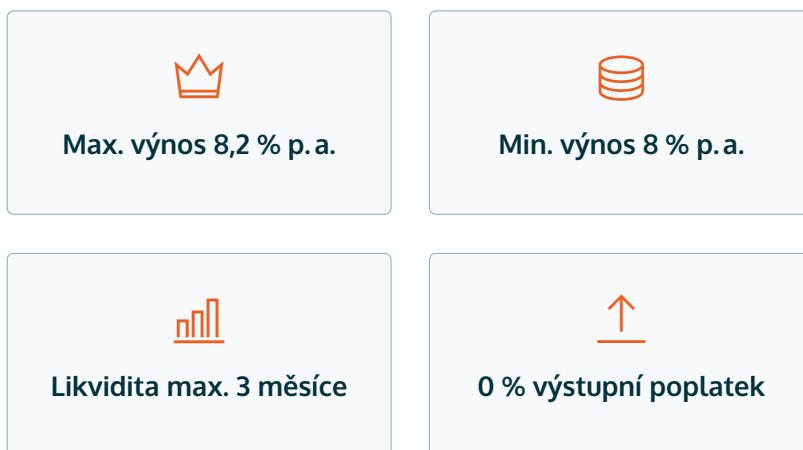 Max. výnos 8,2 % p. a.
Min. výnos 8 % p. a.
Likvidita max. 3 měsíce
0 % výstupní poplatek